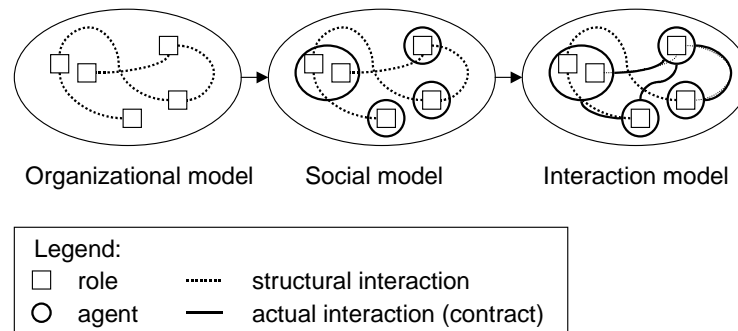 Organizational model Social model Interaction model
Legend:
role structural interaction
agent actual interaction (contract)